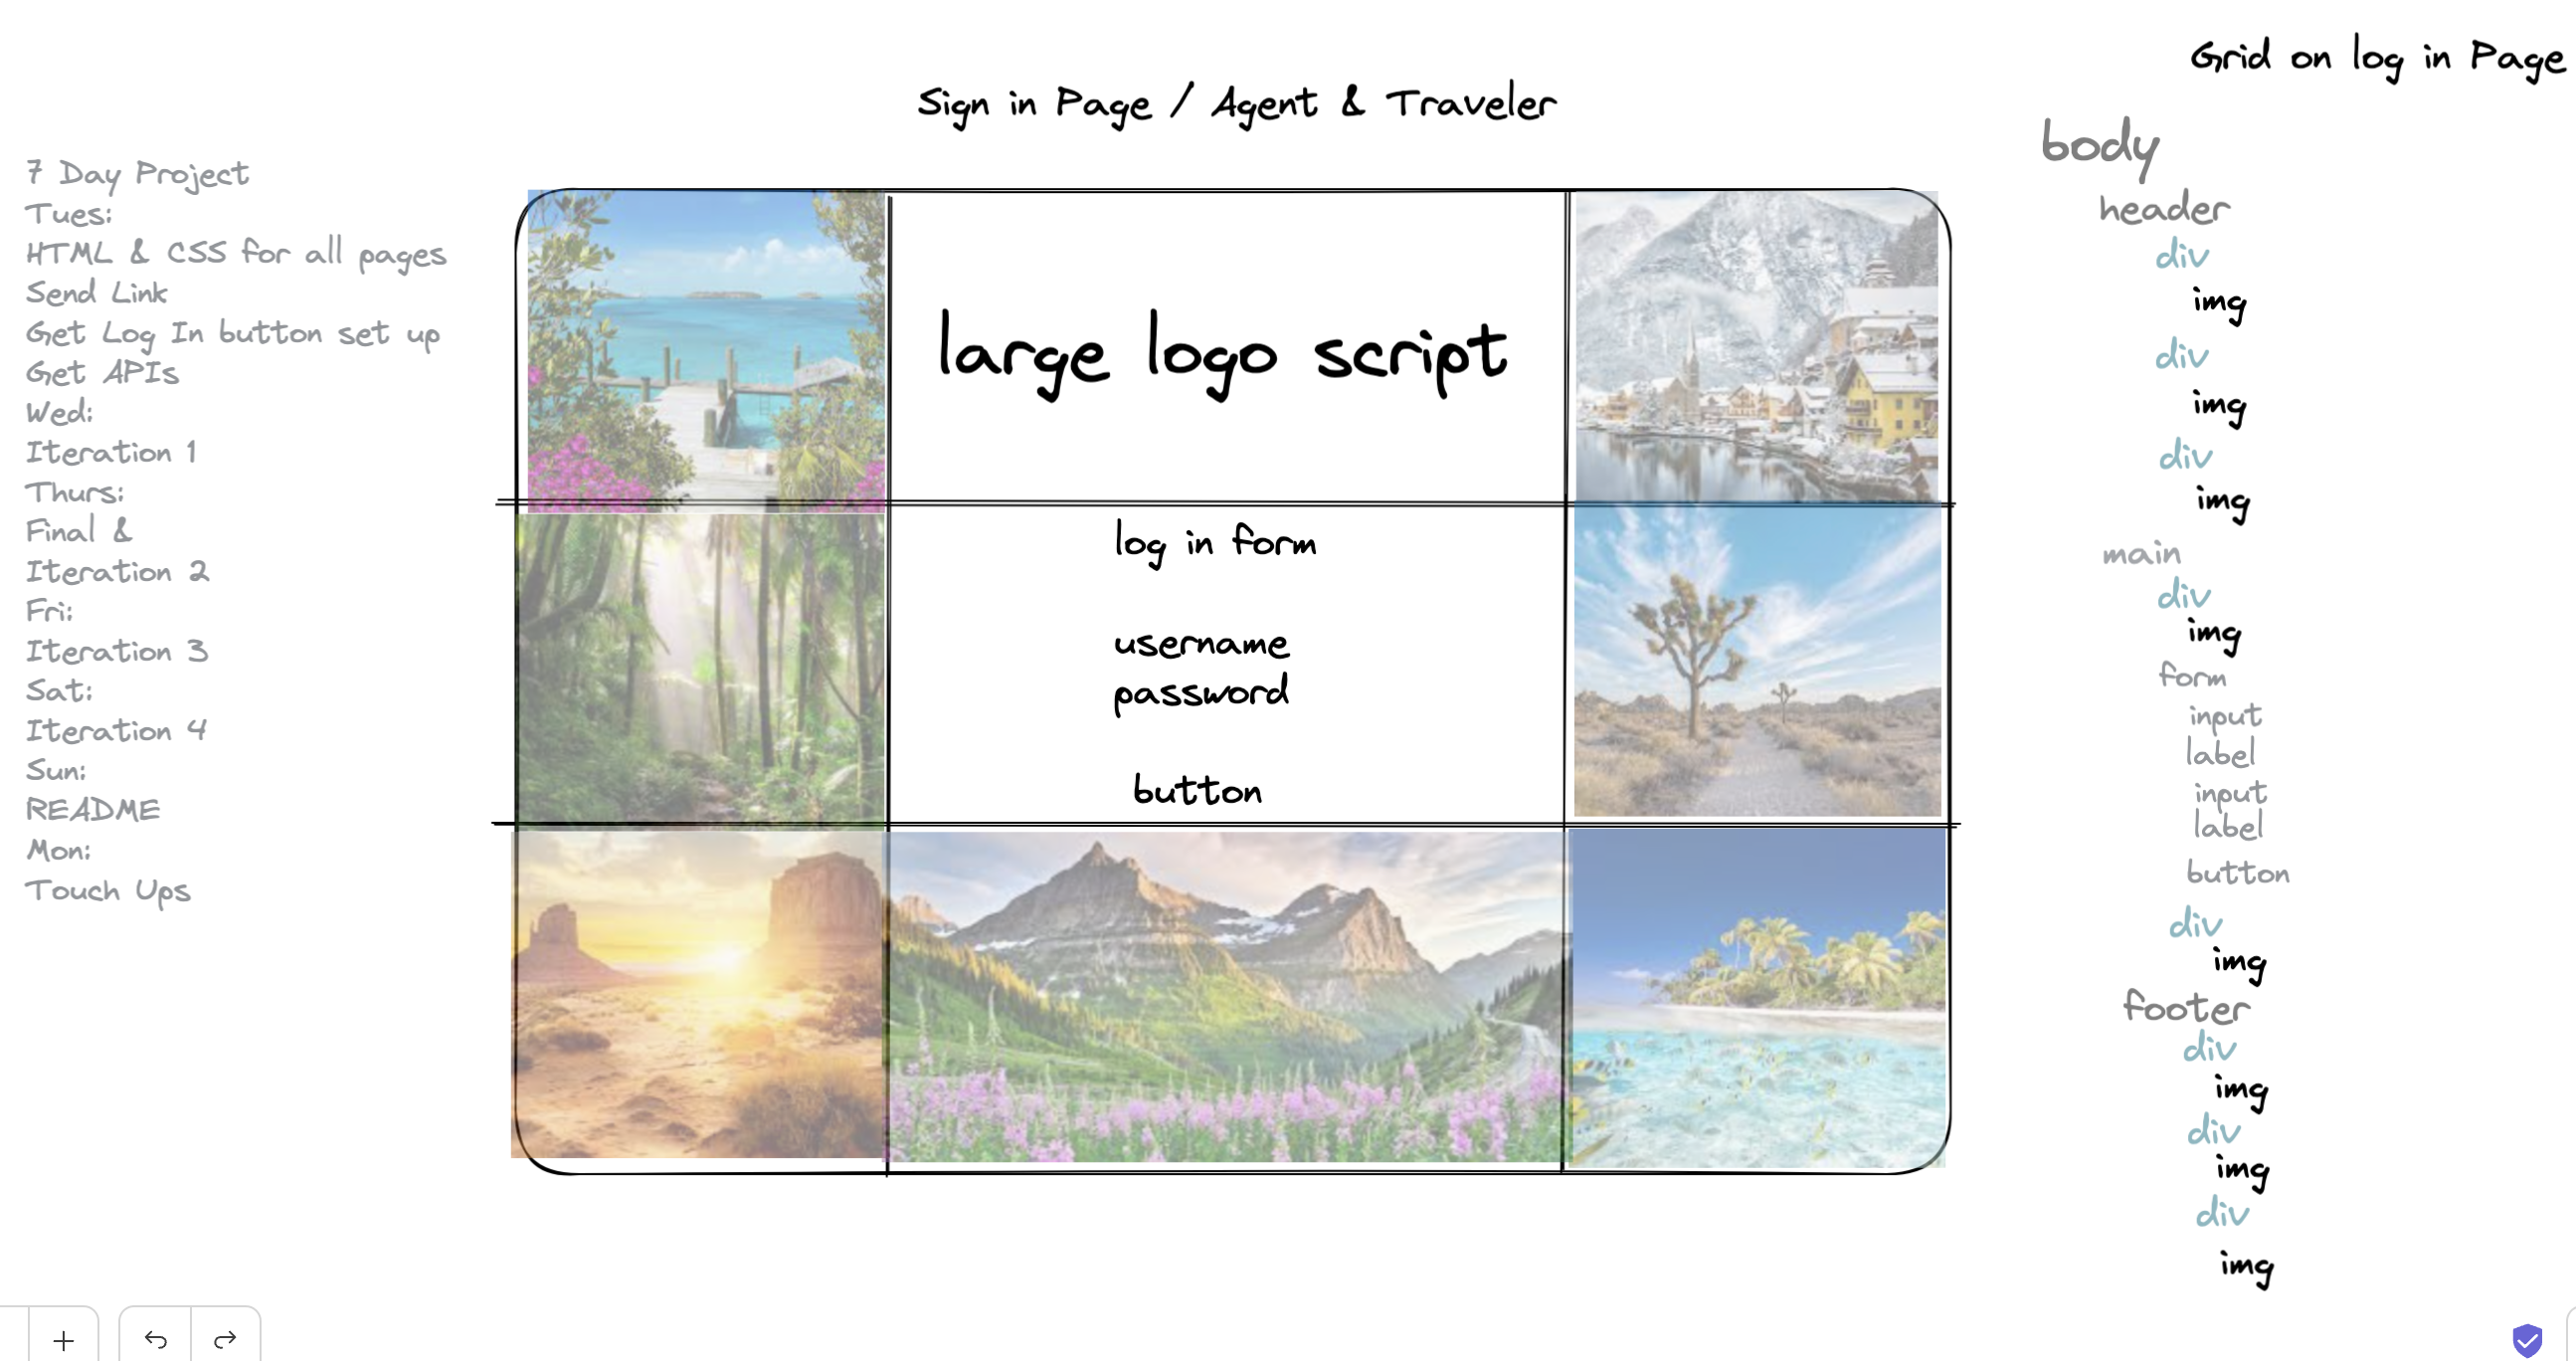 Grid on log in Page
Sign in Page / Agent & Traveler
7 Day Project
Tues:
HTML & CSS for all pages
Send Link
Get Log In button set up
Get APIs
Wed:
Iteration 1
Thurs:
Final &
Iteration 2
Fri:
Iteration 3
Sat:
Iteration 4
Sun:
README
Mon:
Touch Ups
large logo script
log in form
username
password
button
body
header
div
img
div
img
div
img
main
div
img
form
input
label
input
label
button
div
img
footer
div
img
div
img
div
img